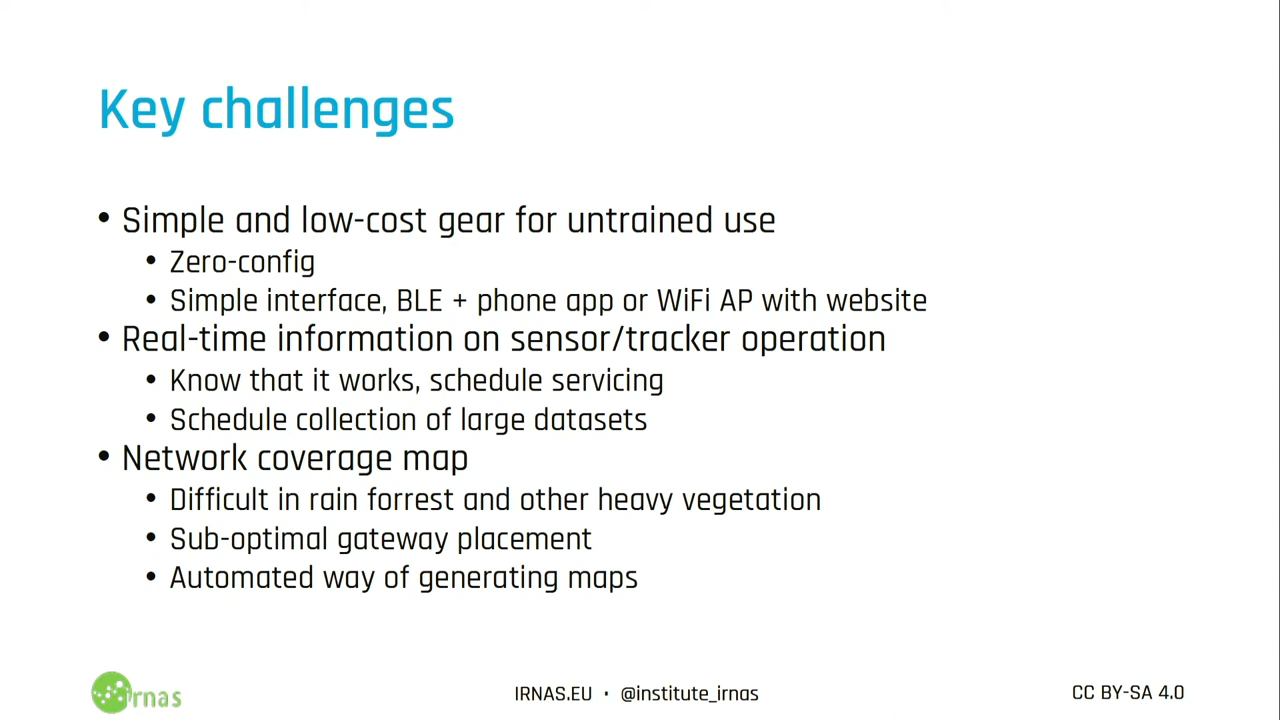 Key challenges
• Simple and low-cost gear for untrained use
• Zero-config
• Simple interface, BLE + phone app or WiFi AP with website
• Real-time information on sensor/tracker operation
• Know that it works, schedule servicing
• Schedule collection of large datasets
• Network coverage map
• Difficult in rain forrest and other heavy vegetation
• Sub-optimal gateway placement
• Automated way of generating maps
irnas
IRNAS.EU • @institute_irnas
CC BY-SA 4.0